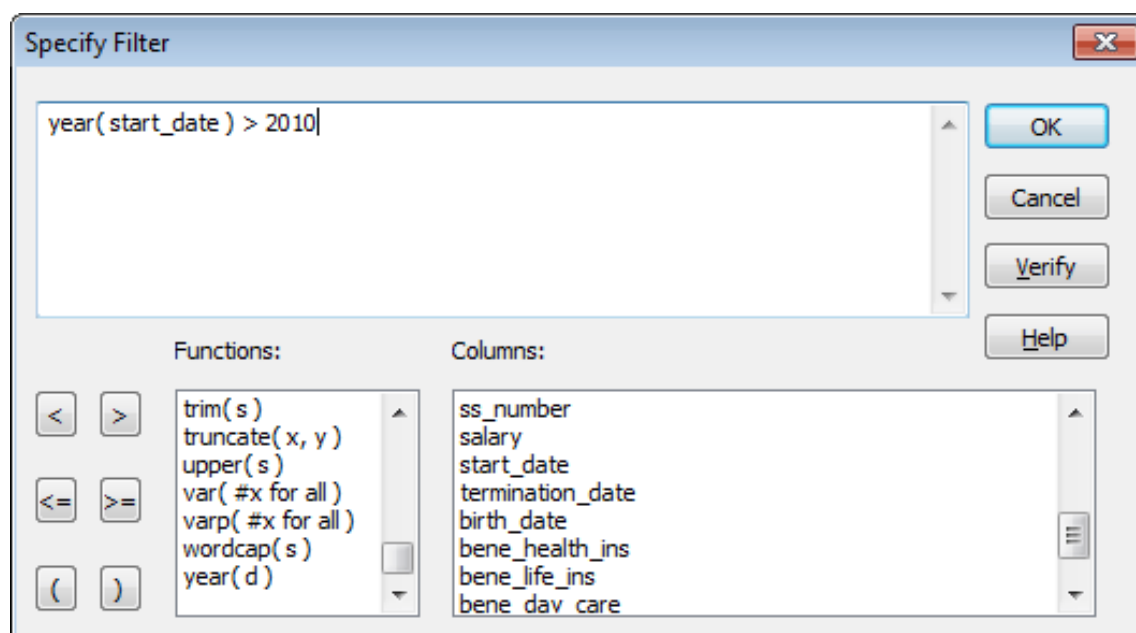 Specify Filter
year( start_date ) > 2010
OK
Cancel
Verify
Help
Functions:
Columns:
< >
<= >=
( )
trim( s )
truncate( x, y )
upper( s )
var( #x for all )
varp( #x for all )
wordcap( s )
year( d )
ss_number
salary
start_date
termination_date
birth_date
bene_health_ins
bene_life_ins
bene_day_care